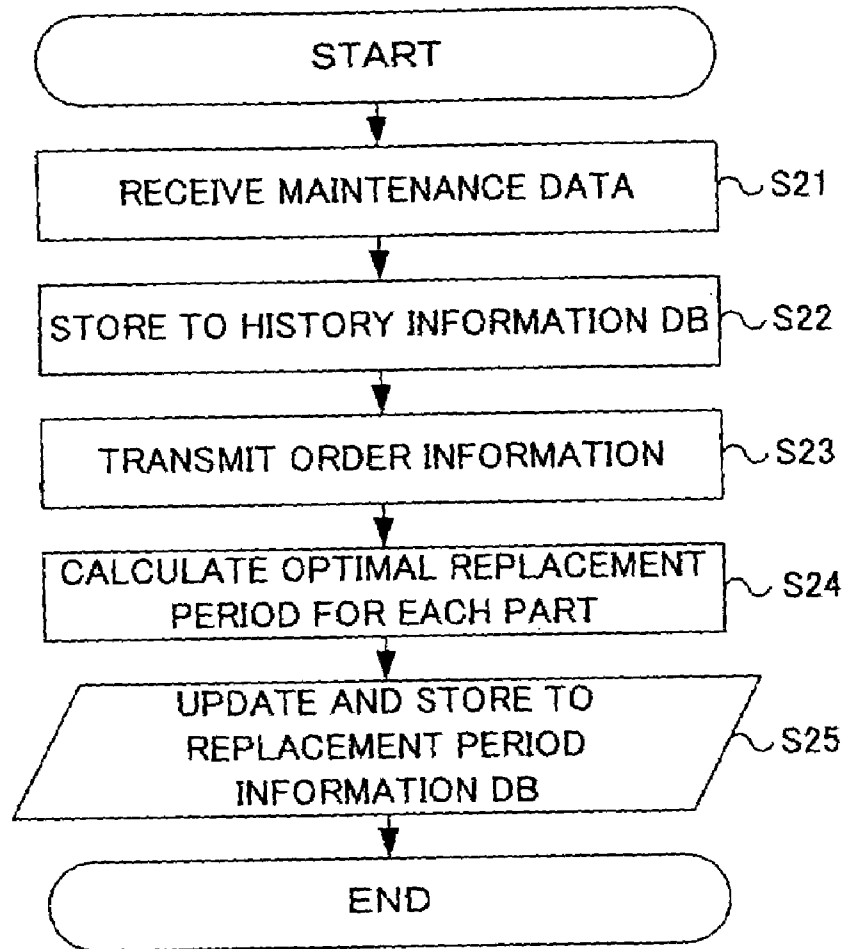 START
RECEIVE MAINTENANCE DATA
S21
STORE TO HISTORY INFORMATION DB
S22
TRANSMIT ORDER INFORMATION
S23
CALCULATE OPTIMAL REPLACEMENT
PERIOD FOR EACH PART
S24
UPDATE AND STORE TO
REPLACEMENT PERIOD
INFORMATION DB
S25
END